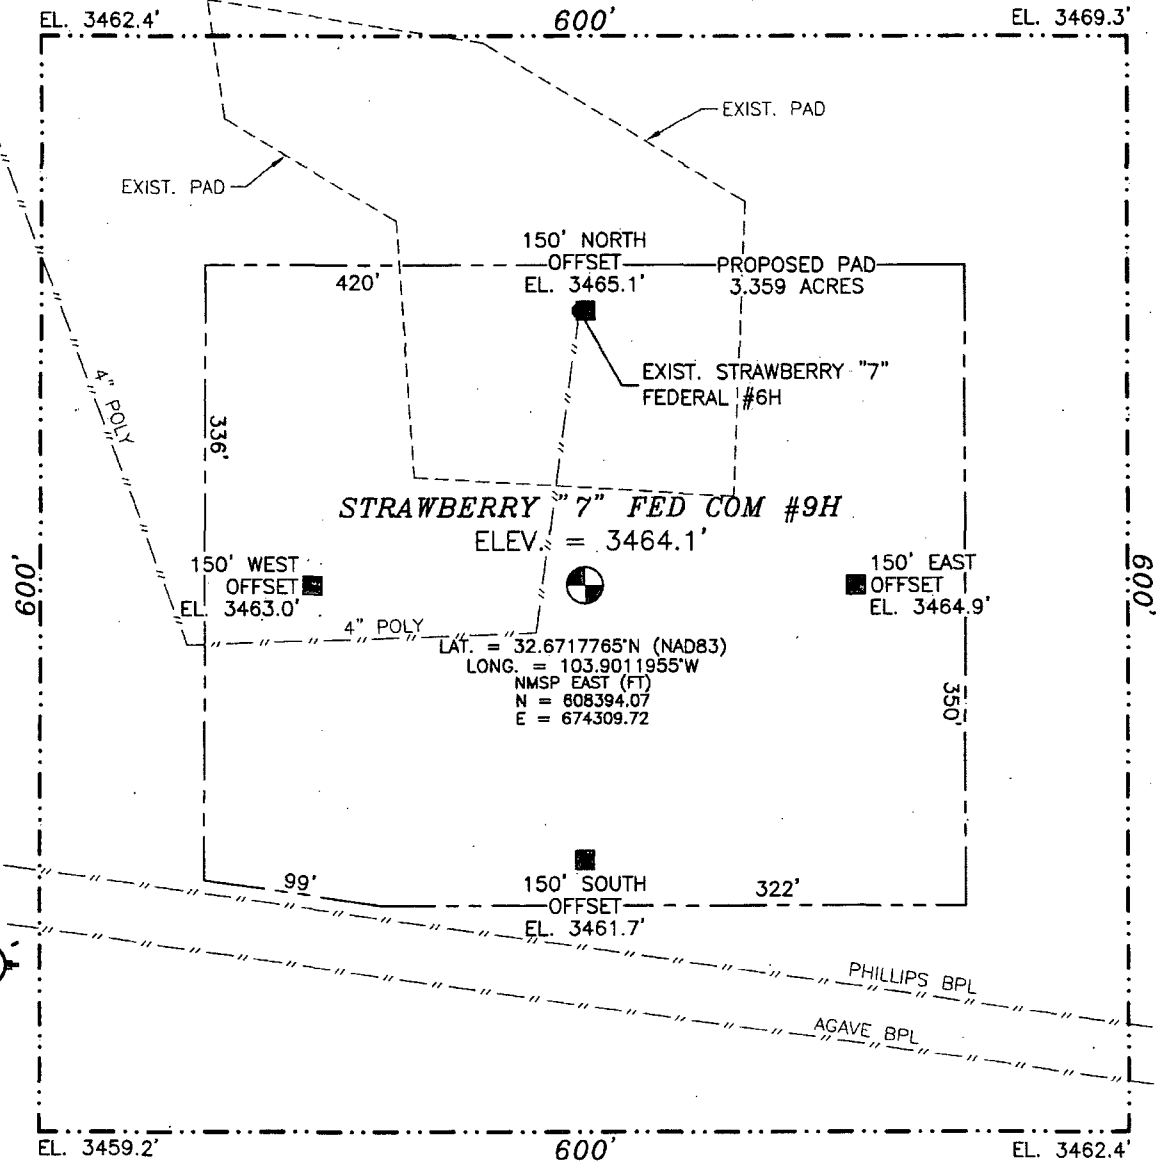 EL. 3462.4'
600'
EL. 3469.3'
EXIST. PAD
EXIST. PAD
150' NORTH
OFFSET
EL. 3465.1'
420'
PROPOSED PAD
3.359 ACRES
EXIST. STRAWBERRY "7"
FEDERAL #6H
4" POLY
336'
STRAWBERRY "7" FED COM #9H
ELEV. = 3464.1'
600'
150' WEST
OFFSET
EL. 3463.0'
150' EAST
OFFSET
EL. 3464.9'
600'
4" POLY
LAT. = 32.6717765°N (NAD83)
LONG. = 103.9011955°W
NMSP EAST (FT)
N = 608394.07
E = 674309.72
350'
99'
150' SOUTH
OFFSET
EL. 3461.7'
322'
PHILLIPS BPL
AGAVE BPL
EL. 3459.2'
600'
EL. 3462.4'